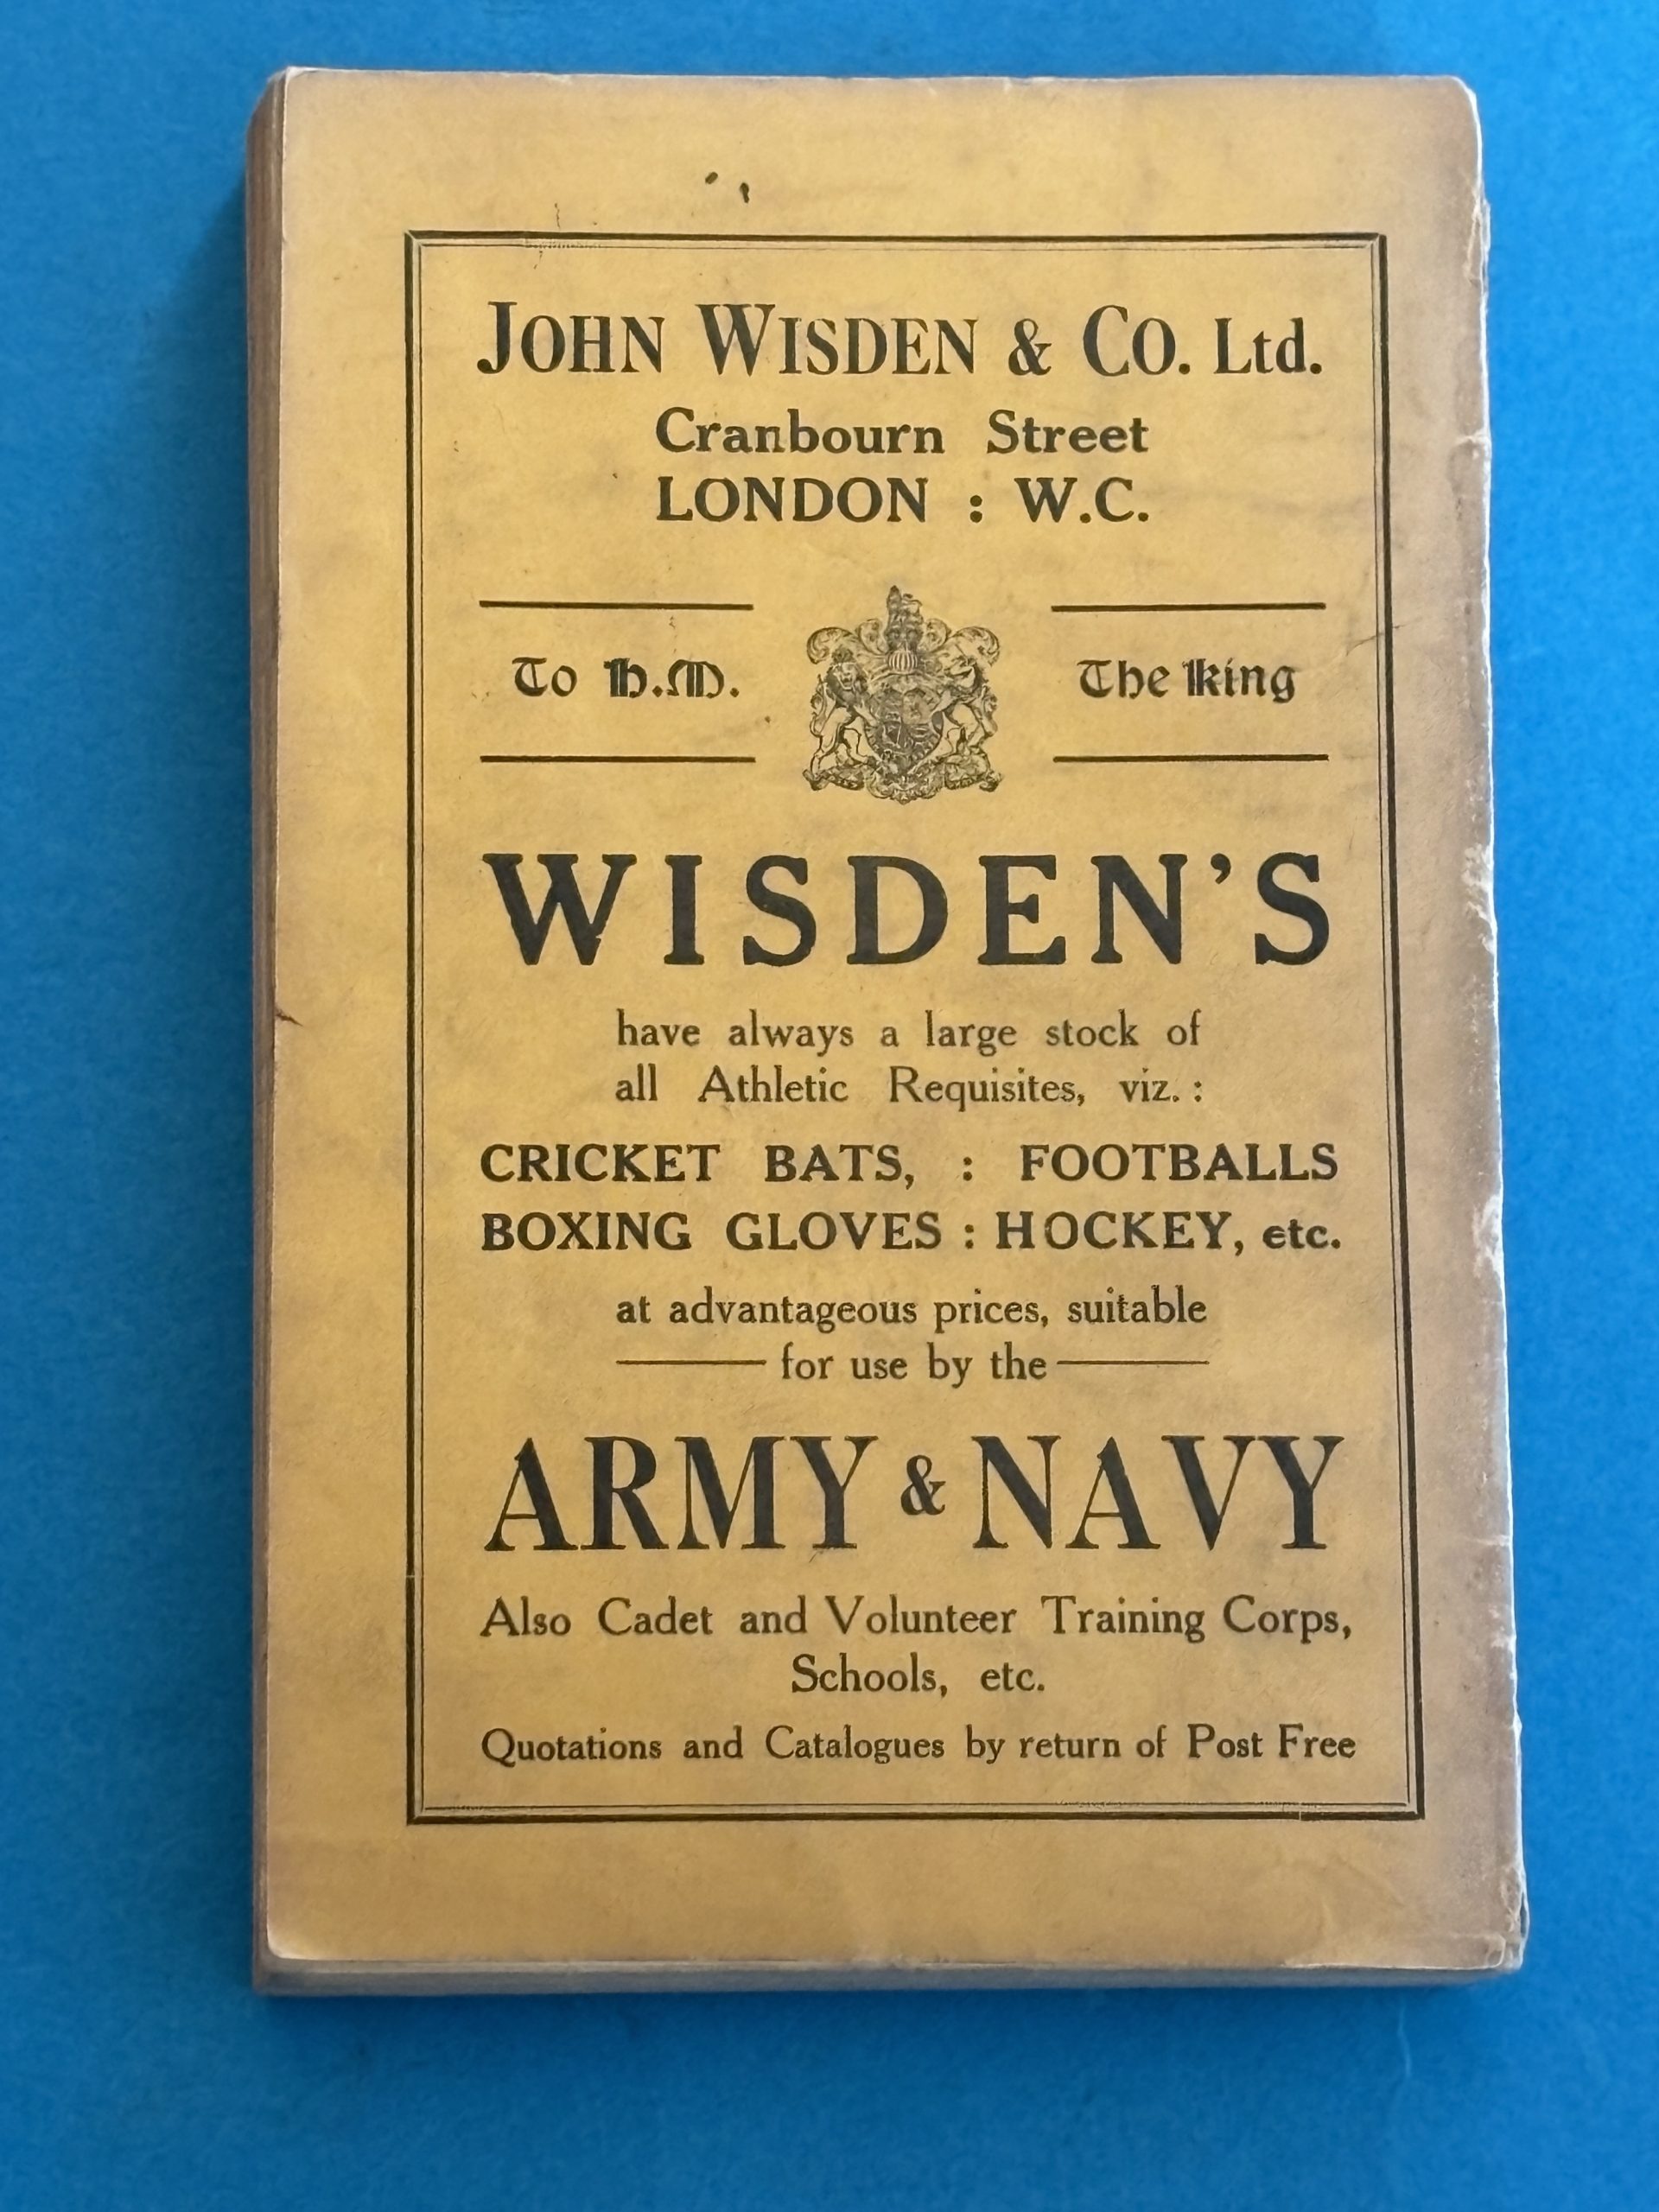 JOHN WISDEN & CO. Ltd.
Cranbourn Street
LONDON : W.C.
To H.M. The King
WISDEN'S
have always a large stock of
all Athletic Requisites, viz. :
CRICKET BATS, : FOOTBALLS
BOXING GLOVES : HOCKEY, etc.
at advantageous prices, suitable
for use by the
ARMY & NAVY
Also Cadet and Volunteer Training Corps,
Schools, etc.
Quotations and Catalogues by return of Post Free